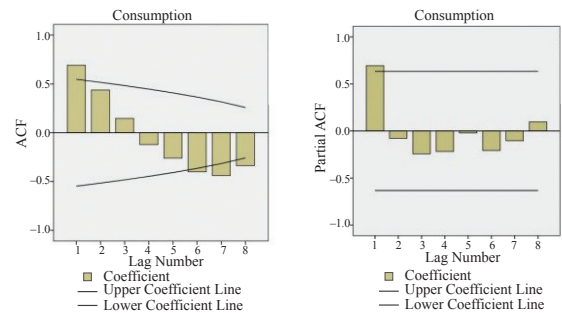 Consumption
1.0
0.5
0.0
−0.5
−1.0
ACF
1 2 3 4 5 6 7 8
Lag Number
Coefficient
Upper Coefficient Line
Lower Coefficient Line
Consumption
1.0
0.5
0.0
−0.5
−1.0
Partial ACF
1 2 3 4 5 6 7 8
Lag Number
Coefficient
Upper Coefficient Line
Lower Coefficient Line